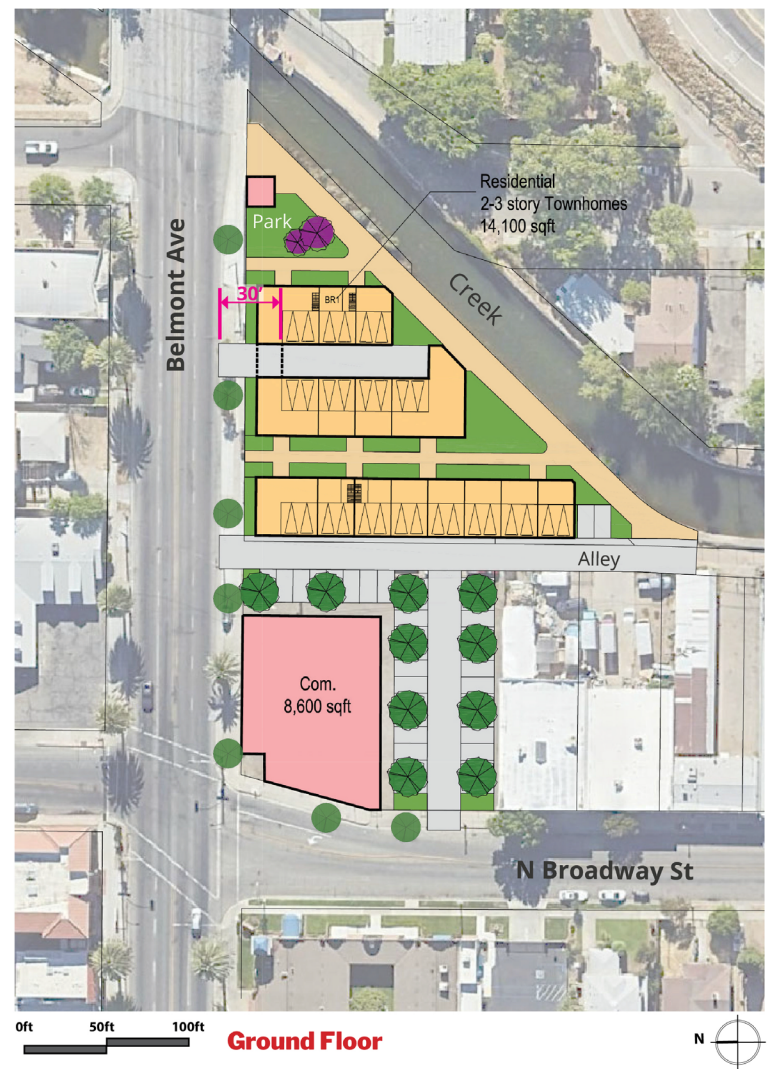 Residential
2-3 story Townhomes
14,100 sqft
Park
Belmont Ave
Creek
30'
BR1
Alley
Com.
8,600 sqft
N Broadway St
0ft 50ft 100ft
Ground Floor
N